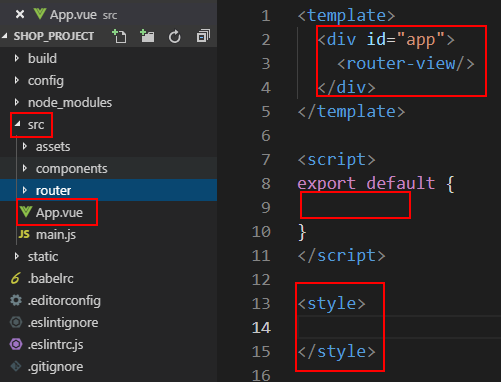 App.vue src
SHOP_PROJECT
build
config
node_modules
src
assets
components
router
App.vue
JS main.js
static
.babelrc
.editorconfig
.eslintignore
.eslintrc.js
.gitignore
1 <template>
2 <div id="app">
3 <router-view/>
4 </div>
5 </template>
6
7 <script>
8 export default {
9
10 }
11 </script>
12
13 <style>
14
15 </style>